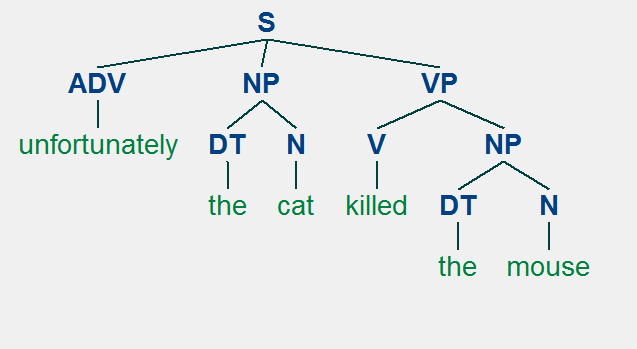 S
ADV NP VP
unfortunately DT N V NP
the cat killed DT N
the mouse